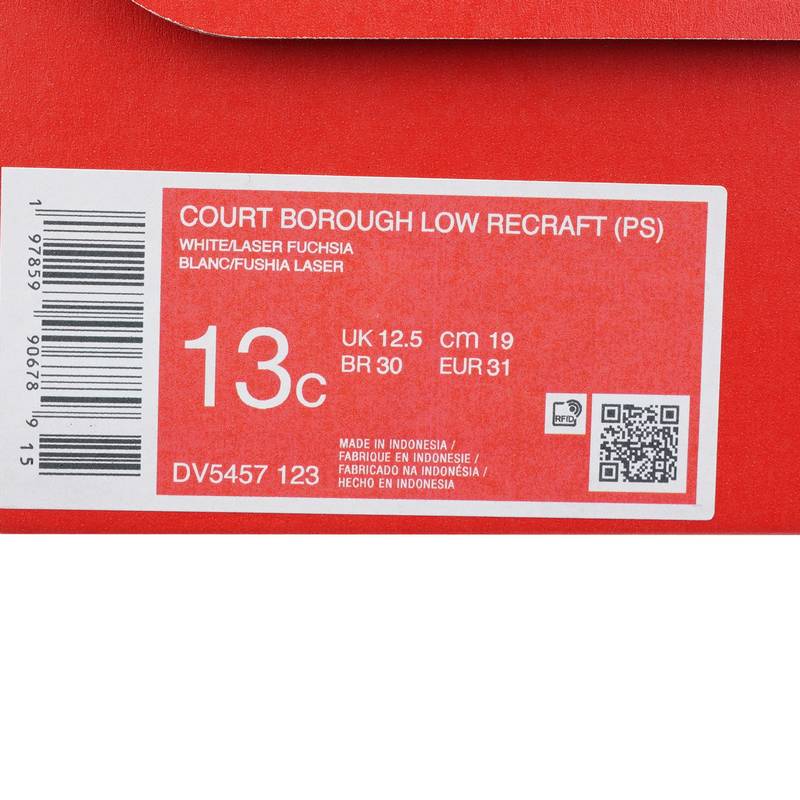 COURT BOROUGH LOW RECRAFT (PS)
WHITE/LASER FUCHSIA
BLANC/FUSHIA LASER
13C
UK 12.5 cm 19
BR 30 EUR 31
RFID
DV5457 123
MADE IN INDONESIA /
FABRIQUE EN INDONESIE /
FABRICADO NA INDONÉSIA /
HECHO EN INDONESIA
1 97859 90678 9 15